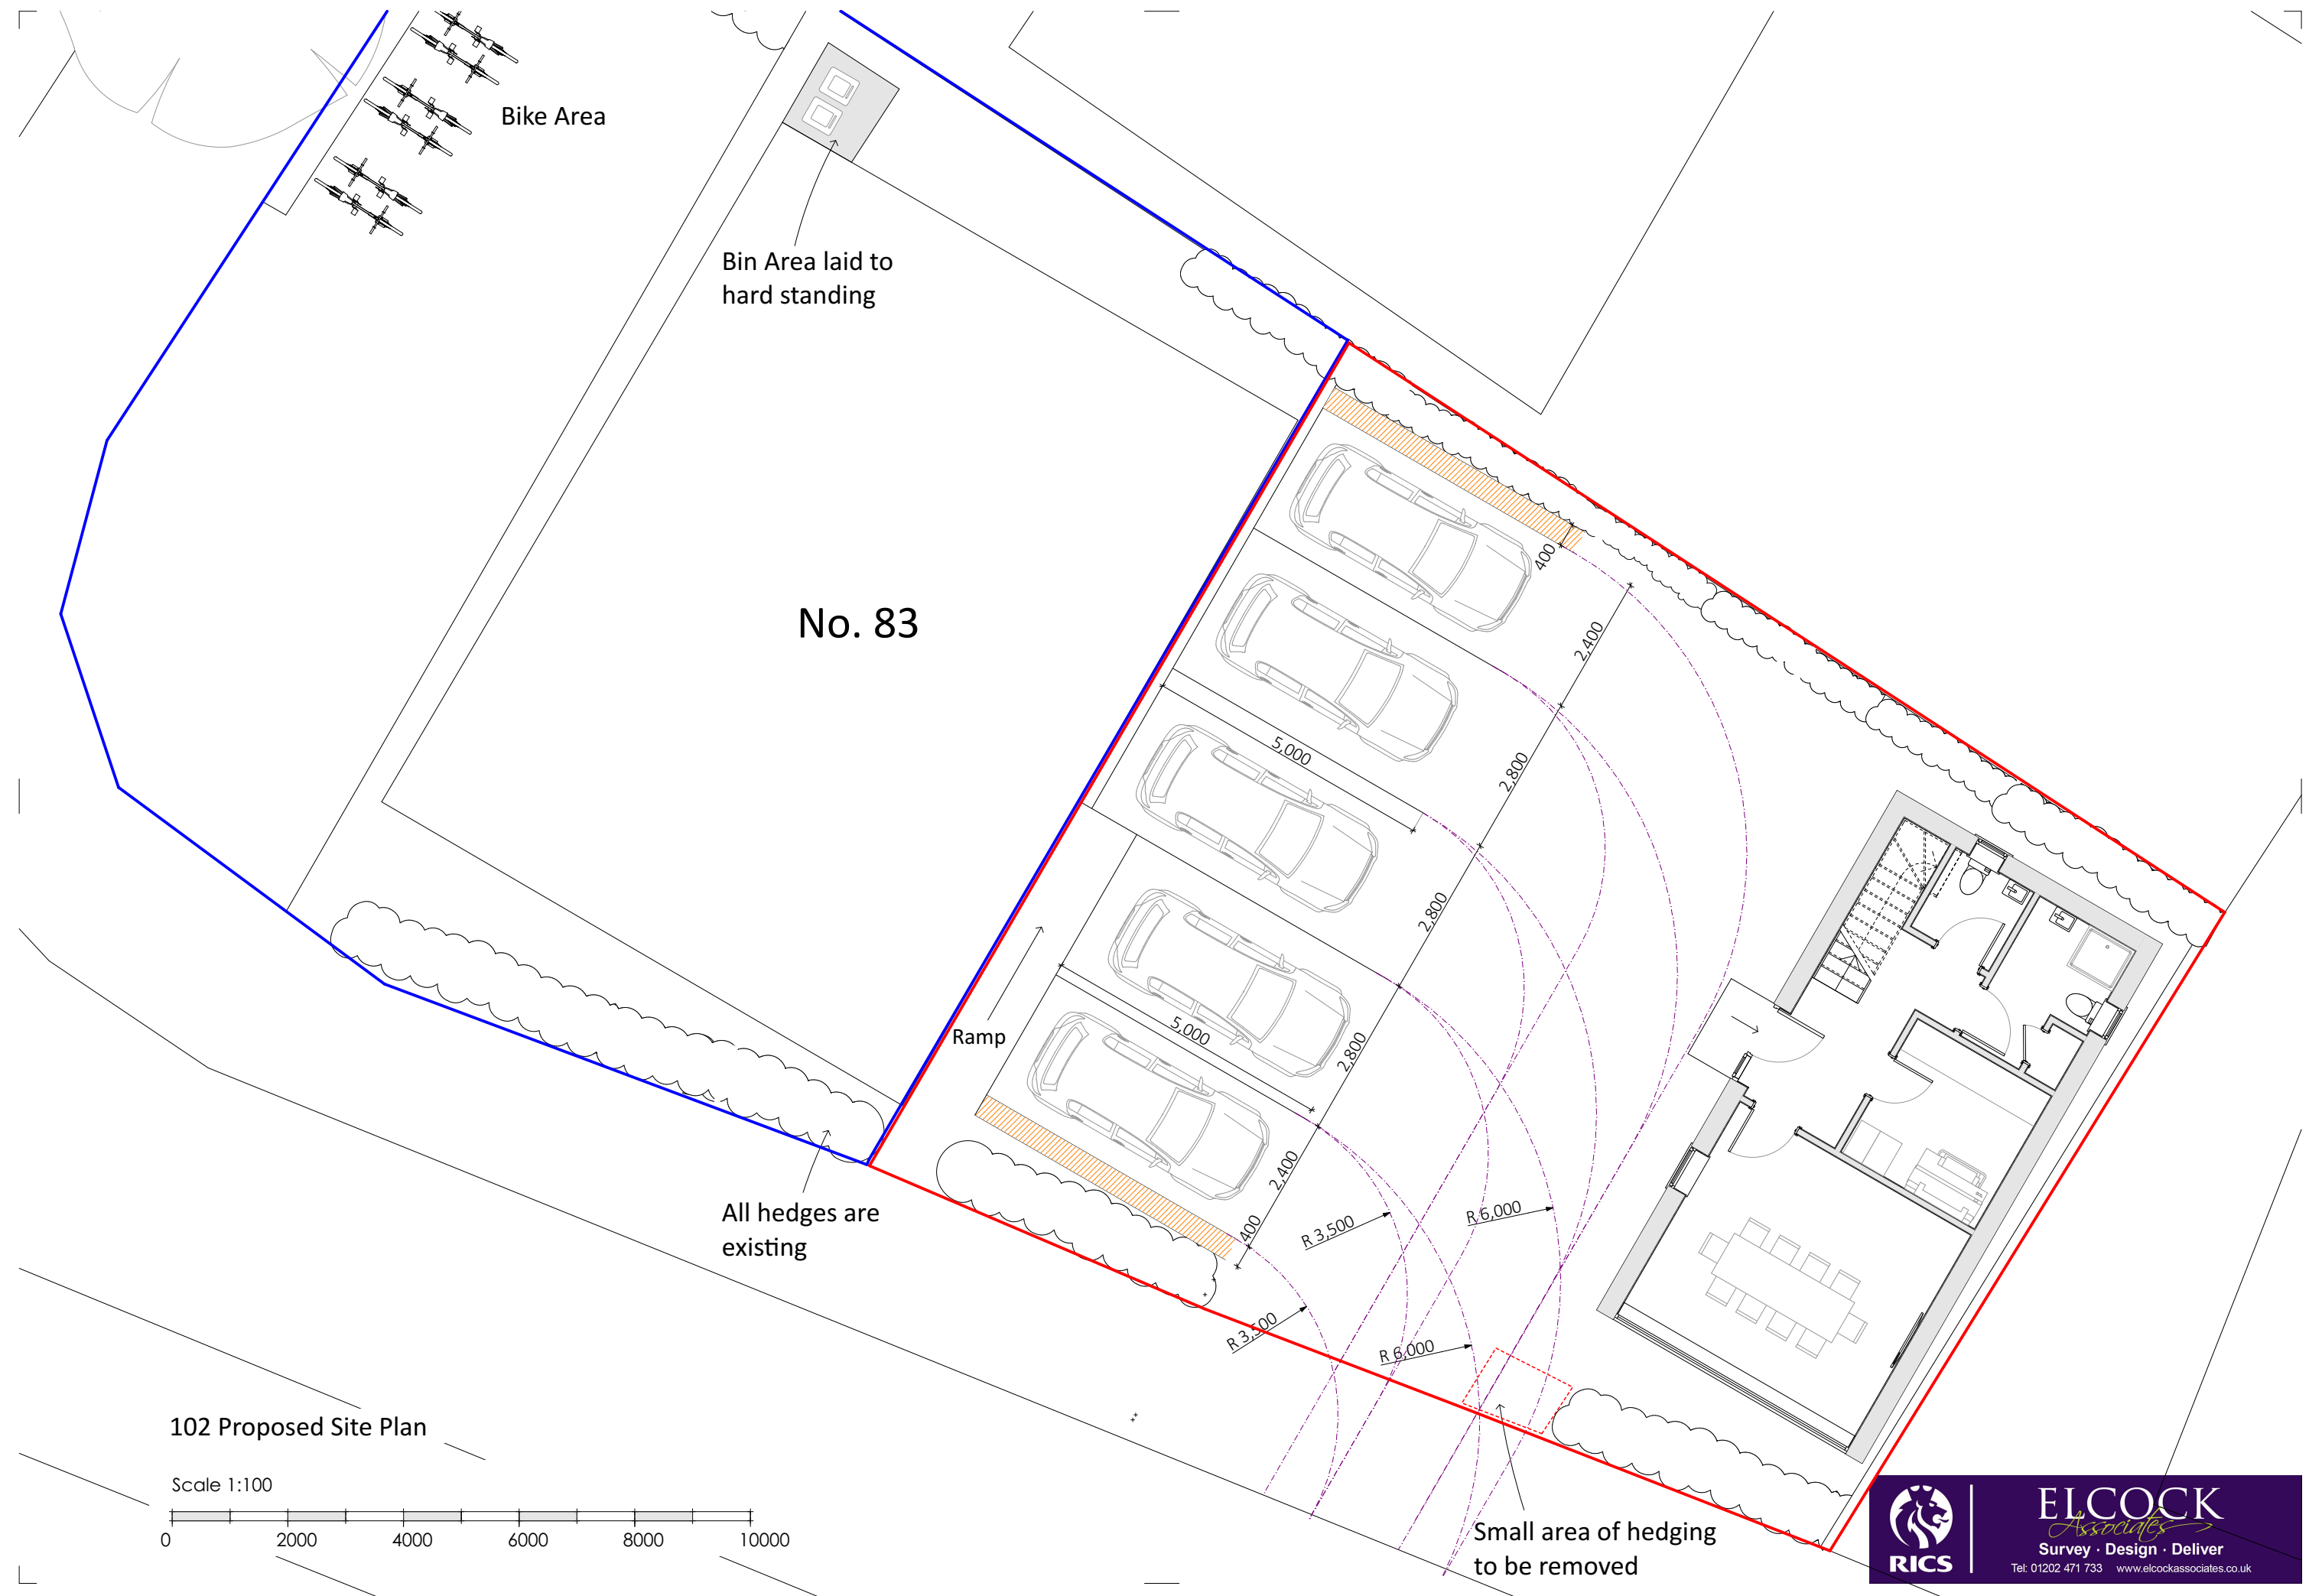 Bike Area
Bin Area laid to
hard standing
No. 83
400
2,400
2,800
5,000
2,800
2,800
5,000
Ramp
2,400
400
R 3,500
R 6,000
R 3,500
R 6,000
All hedges are
existing
Small area of hedging
to be removed
102 Proposed Site Plan
Scale 1:100
0 2000 4000 6000 8000 10000
RICS
ELCOCK
Associates
Survey · Design · Deliver
Tel: 01202 471 733 www.elcockassociates.co.uk